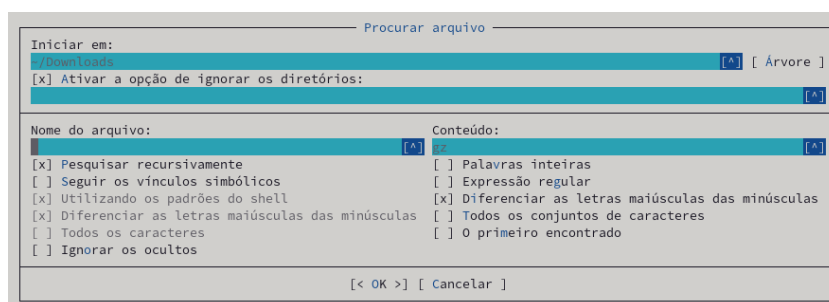 Procurar arquivo
Iniciar em:
~/Downloads [^] [ Árvore ]
[x] Ativar a opção de ignorar os diretórios:
[^]
Nome do arquivo:
[^]
[x] Pesquisar recursivamente
[ ] Seguir os vínculos simbólicos
[x] Utilizando os padrões do shell
[x] Diferenciar as letras maiúsculas das minúsculas
[ ] Todos os caracteres
[ ] Ignorar os ocultos
Conteúdo:
gz [^]
[ ] Palavras inteiras
[ ] Expressão regular
[x] Diferenciar as letras maiúsculas das minúsculas
[ ] Todos os conjuntos de caracteres
[ ] O primeiro encontrado
[< OK >] [ Cancelar ]